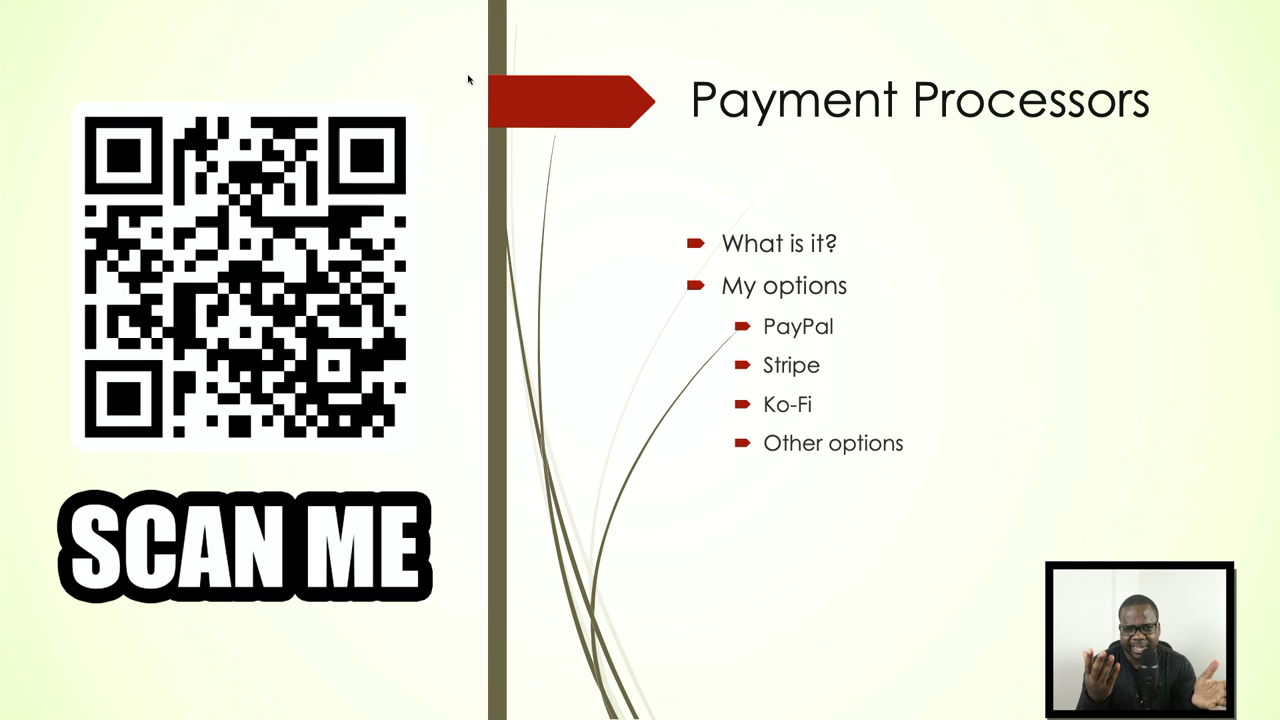 Payment Processors
What is it?
My options
PayPal
Stripe
Ko-Fi
Other options
SCAN ME